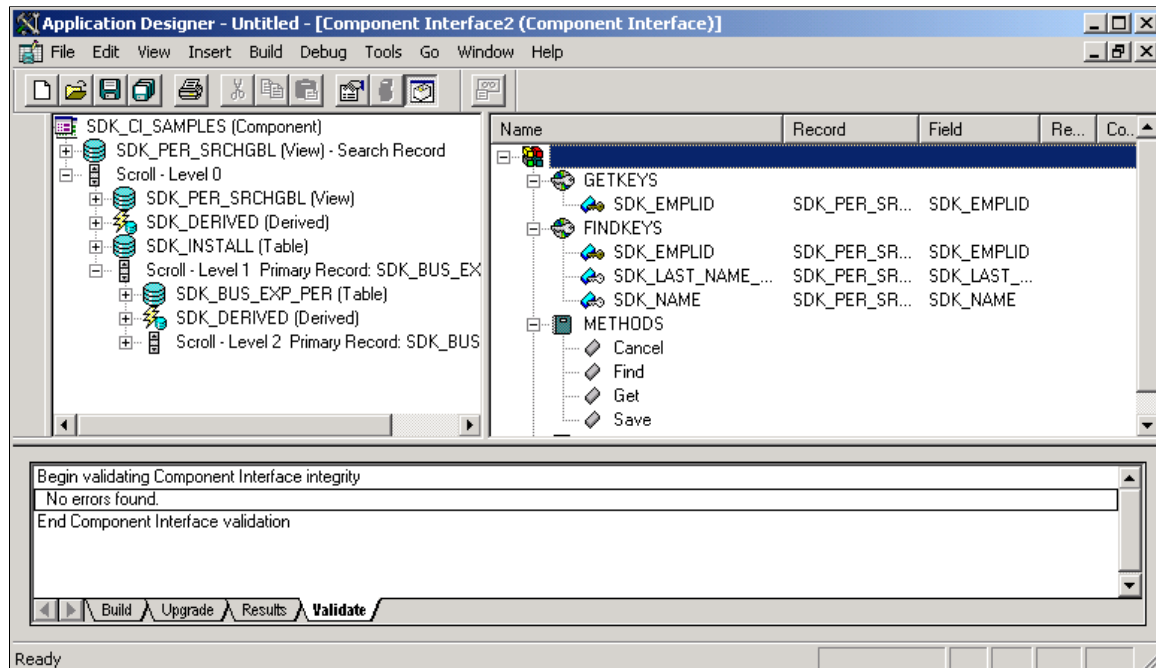 Application Designer - Untitled - [Component Interface2 (Component Interface)]
File Edit View Insert Build Debug Tools Go Window Help
SDK_CI_SAMPLES (Component)
SDK_PER_SRCHGBL (View) - Search Record
Scroll - Level 0
SDK_PER_SRCHGBL (View)
SDK_DERIVED (Derived)
SDK_INSTALL (Table)
Scroll - Level 1 Primary Record: SDK_BUS_EX
SDK_BUS_EXP_PER (Table)
SDK_DERIVED (Derived)
Scroll - Level 2 Primary Record: SDK_BUS
Name Record Field Re... Co..
GETKEYS
SDK_EMPLID SDK_PER_SR... SDK_EMPLID
FINDKEYS
SDK_EMPLID SDK_PER_SR... SDK_EMPLID
SDK_LAST_NAME_... SDK_PER_SR... SDK_LAST_...
SDK_NAME SDK_PER_SR... SDK_NAME
METHODS
Cancel
Find
Get
Save
Begin validating Component Interface integrity
No errors found.
End Component Interface validation
Build Upgrade Results Validate
Ready